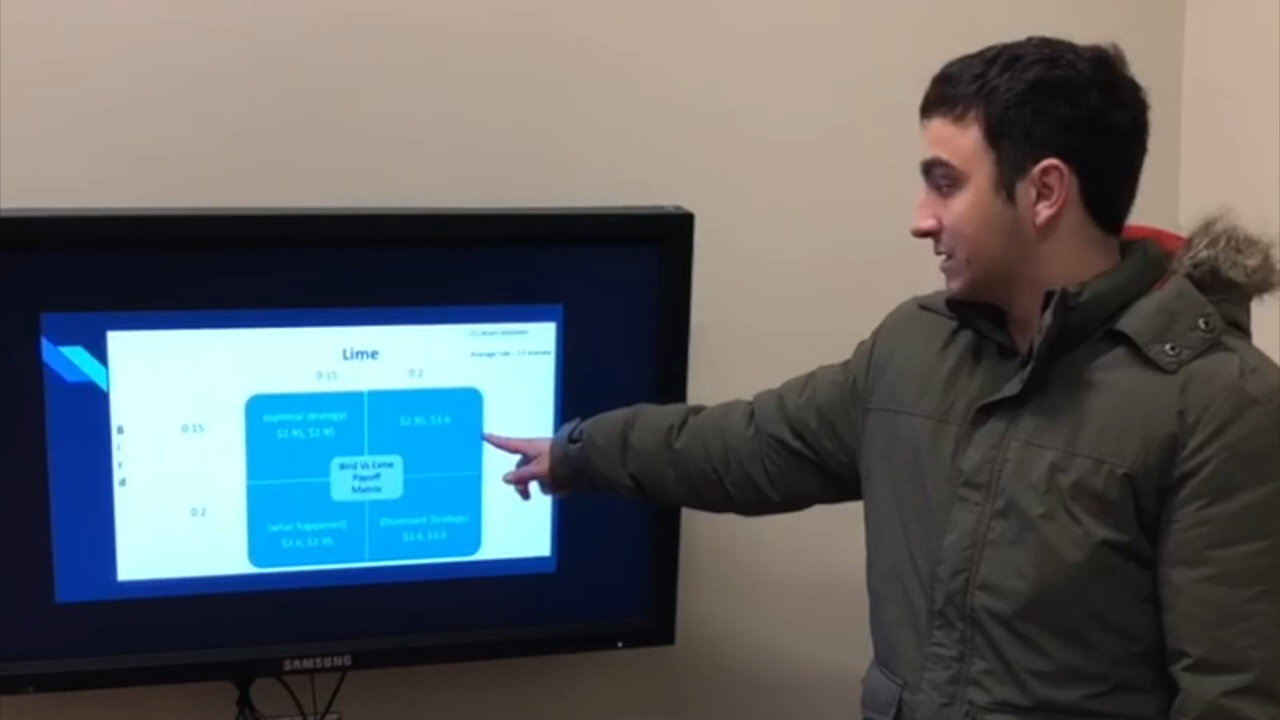 Lime
0.15 0.2
B
i
r
d
0.15
(optimal strategy)
$2.95, $2.95
$2.95, $3.6
Bird Vs Lime
Payoff
Matrix
0.2
(what happened)
$3.6, $2.95
(Dominant Strategy)
$3.6, $3.6
SAMSUNG